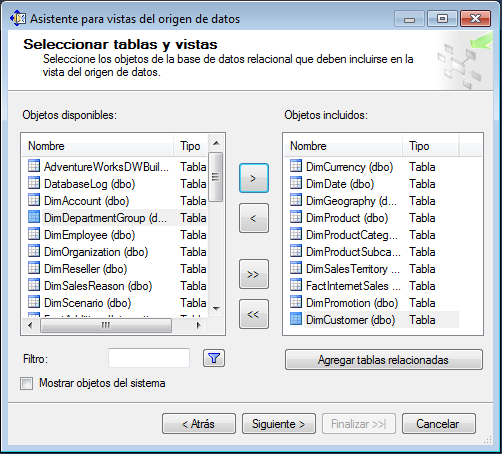 Asistente para vistas del origen de datos
Seleccionar tablas y vistas
Seleccione los objetos de la base de datos relacional que deben incluirse en la
vista del origen de datos.
Objetos disponibles:
Nombre Tipo
AdventureWorksDWBuil... Tabla
DatabaseLog (dbo) Tabla
DimAccount (dbo) Tabla
DimDepartmentGroup (d... Tabla
DimEmployee (dbo) Tabla
DimOrganization (dbo) Tabla
DimReseller (dbo) Tabla
DimSalesReason (dbo) Tabla
DimScenario (dbo) Tabla
>
<
>>
<<
Objetos incluidos:
Nombre Tipo
DimCurrency (dbo) Tabla
DimDate (dbo) Tabla
DimGeography (d... Tabla
DimProduct (dbo) Tabla
DimProductCateg... Tabla
DimProductSubca... Tabla
DimSalesTerritory ... Tabla
FactInternetSales ... Tabla
DimPromotion (dbo) Tabla
DimCustomer (dbo) Tabla
Filtro:
Agregar tablas relacionadas
Mostrar objetos del sistema
< Atrás
Siguiente >
Finalizar >>|
Cancelar